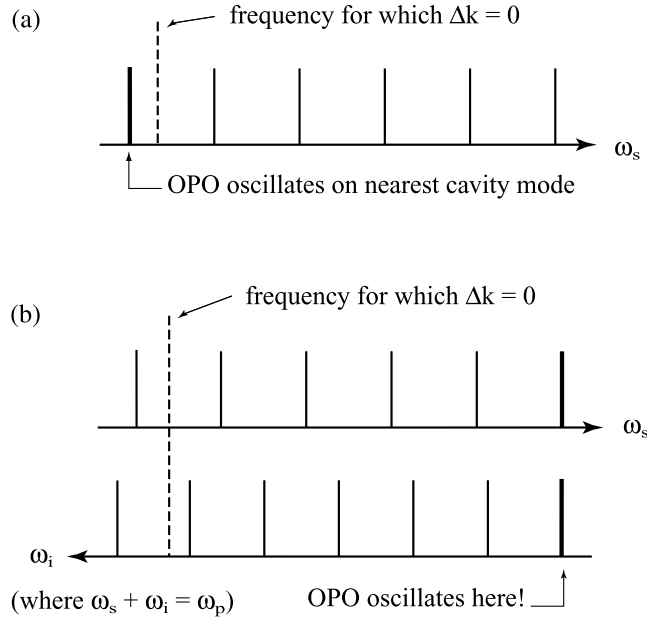 (a)
frequency for which Δk = 0
ωs
OPO oscillates on nearest cavity mode
(b)
frequency for which Δk = 0
ωs
ωi
(where ωs + ωi = ωp)
OPO oscillates here!